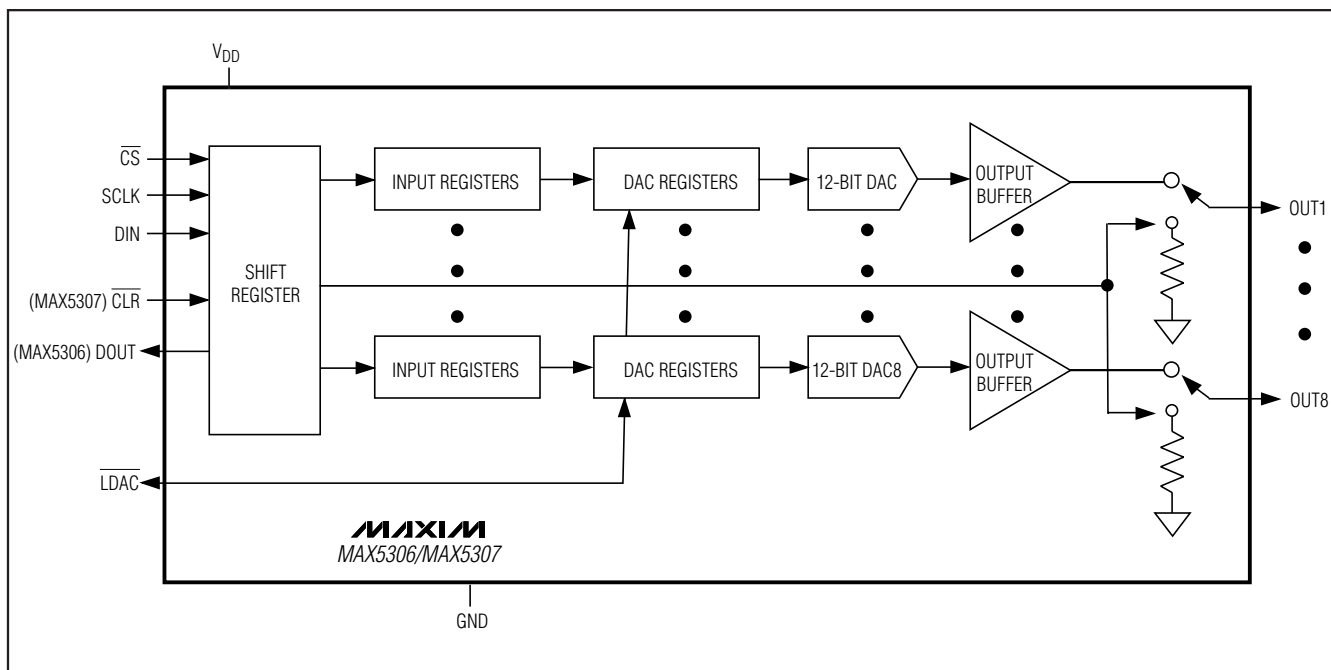 VDD
CS
SCLK
DIN
(MAX5307) CLR
(MAX5306) DOUT
LDAC
SHIFT
REGISTER
INPUT REGISTERS
DAC REGISTERS
12-BIT DAC
OUTPUT
BUFFER
OUT1
INPUT REGISTERS
DAC REGISTERS
12-BIT DAC8
OUTPUT
BUFFER
OUT8
MAXIM
MAX5306/MAX5307
GND